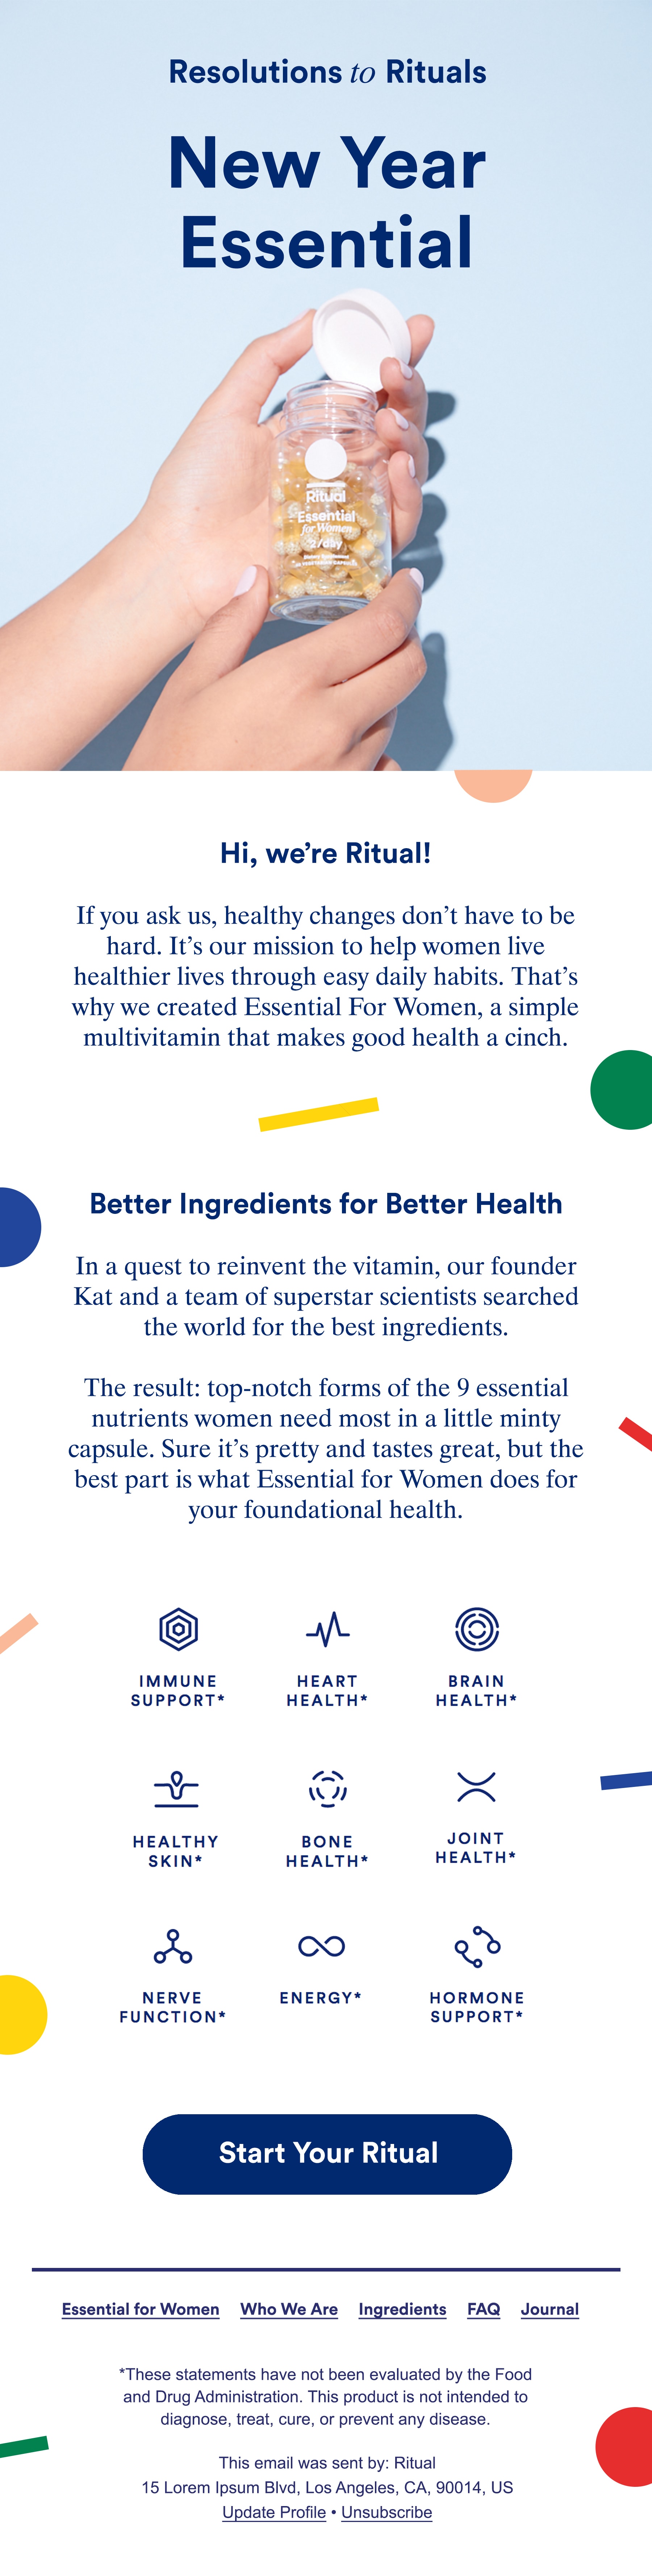 Resolutions to Rituals
New Year
Essential
Ritual
Essential
for Women
2/day
Hi, we’re Ritual!
If you ask us, healthy changes don’t have to be
hard. It’s our mission to help women live
healthier lives through easy daily habits. That’s
why we created Essential For Women, a simple
multivitamin that makes good health a cinch.
Better Ingredients for Better Health
In a quest to reinvent the vitamin, our founder
Kat and a team of superstar scientists searched
the world for the best ingredients.
The result: top-notch forms of the 9 essential
nutrients women need most in a little minty
capsule. Sure it’s pretty and tastes great, but the
best part is what Essential for Women does for
your foundational health.
IMMUNE
SUPPORT*
HEART
HEALTH*
BRAIN
HEALTH*
HEALTHY
SKIN*
BONE
HEALTH*
JOINT
HEALTH*
NERVE
FUNCTION*
ENERGY*
HORMONE
SUPPORT*
Start Your Ritual
Essential for Women Who We Are Ingredients FAQ Journal
*These statements have not been evaluated by the Food
and Drug Administration. This product is not intended to
diagnose, treat, cure, or prevent any disease.
This email was sent by: Ritual
15 Lorem Ipsum Blvd, Los Angeles, CA, 90014, US
Update Profile • Unsubscribe